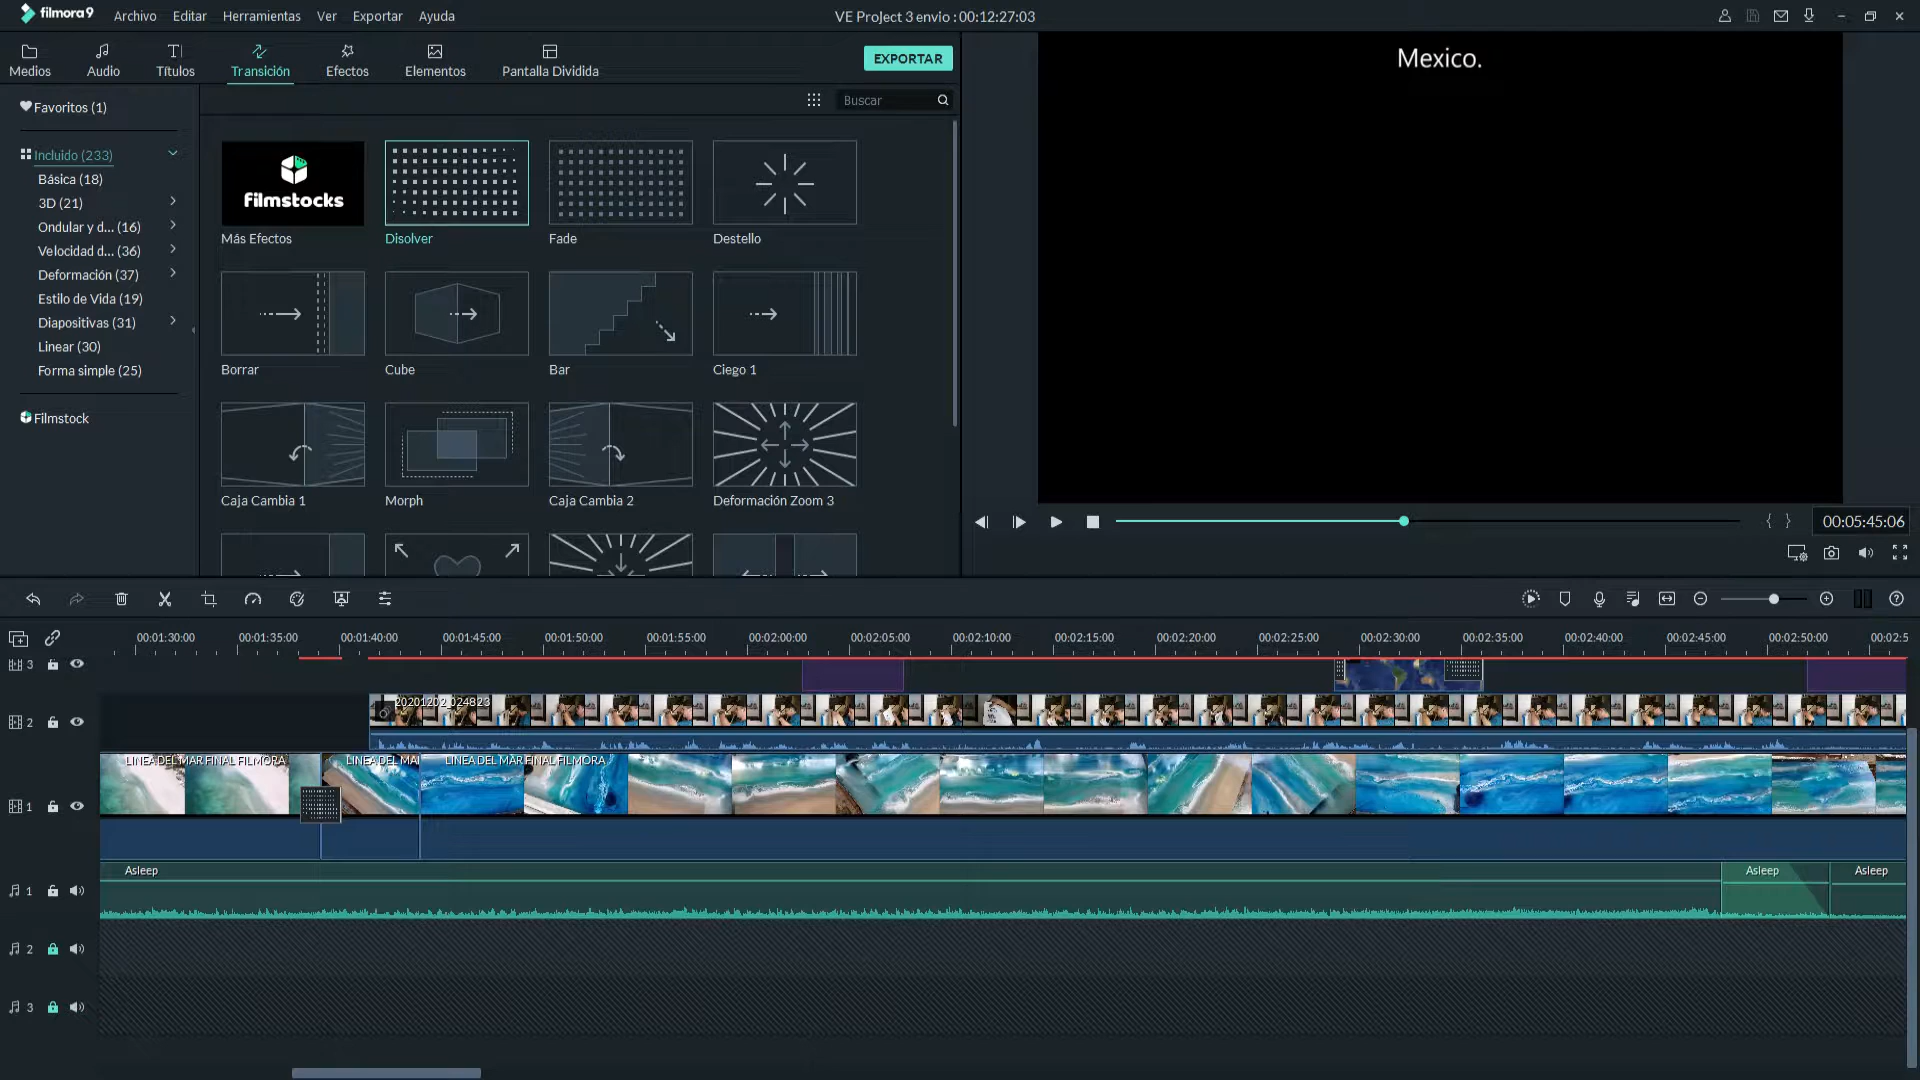 filmora9
Archivo Editar Herramientas Ver Exportar Ayuda
VE ProJect 3 envio : 00:12:27:03
Medios Audio Títulos Transición Efectos Elementos Pantalla Dividida
EXPORTAR
Favoritos (1)
Buscar
Incluido (233)
Básica (18)
3D (21)
Ondular y d... (16)
Velocidad d... (36)
Deformación (37)
Estilo de Vida (19)
Diapositivas (31)
Linear (30)
Forma simple (25)
Filmstock
filmstocks
Más Efectos Disolver Fade Destello
Borrar Cube Bar Ciego 1
Caja Cambia 1 Morph Caja Cambia 2 Deformación Zoom 3
Mexico.
00:05:45:06
00:01:30:00 00:01:35:00 00:01:40:00 00:01:45:00 00:01:50:00 00:01:55:00 00:02:00:00 00:02:05:00 00:02:10:00 00:02:15:00 00:02:20:00 00:02:25:00 00:02:30:00 00:02:35:00 00:02:40:00 00:02:45:00 00:02:50:00 00:02:5
3
2
20201202_024823
1
LINEA DEL MAR FINAL FILMORA LINEA DEL MAI LINEA DEL MAR FINAL FILMORA
1
Asleep Asleep Asleep
2
3